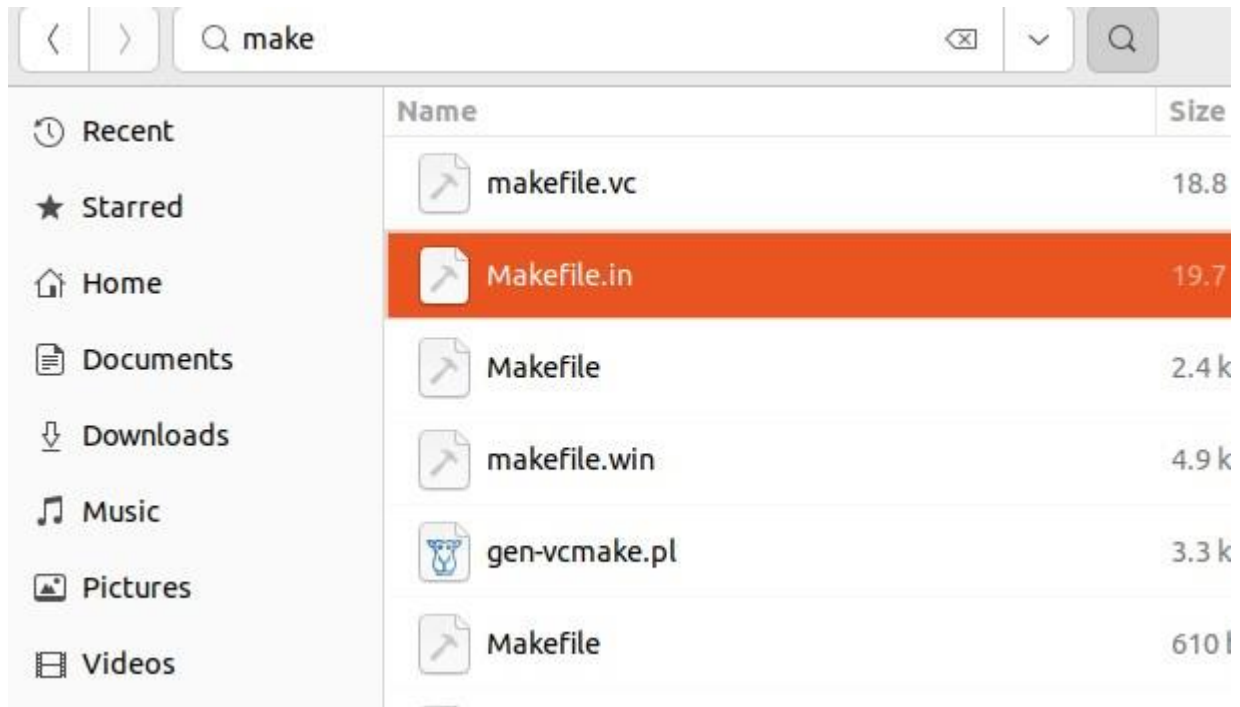 make
Name Size
Recent
makefile.vc 18.8
Starred
Makefile.in 19.7
Home
Makefile 2.4 k
Documents
Downloads
makefile.win 4.9 k
Music
gen-vcmake.pl 3.3 k
Pictures
Makefile 610
Videos